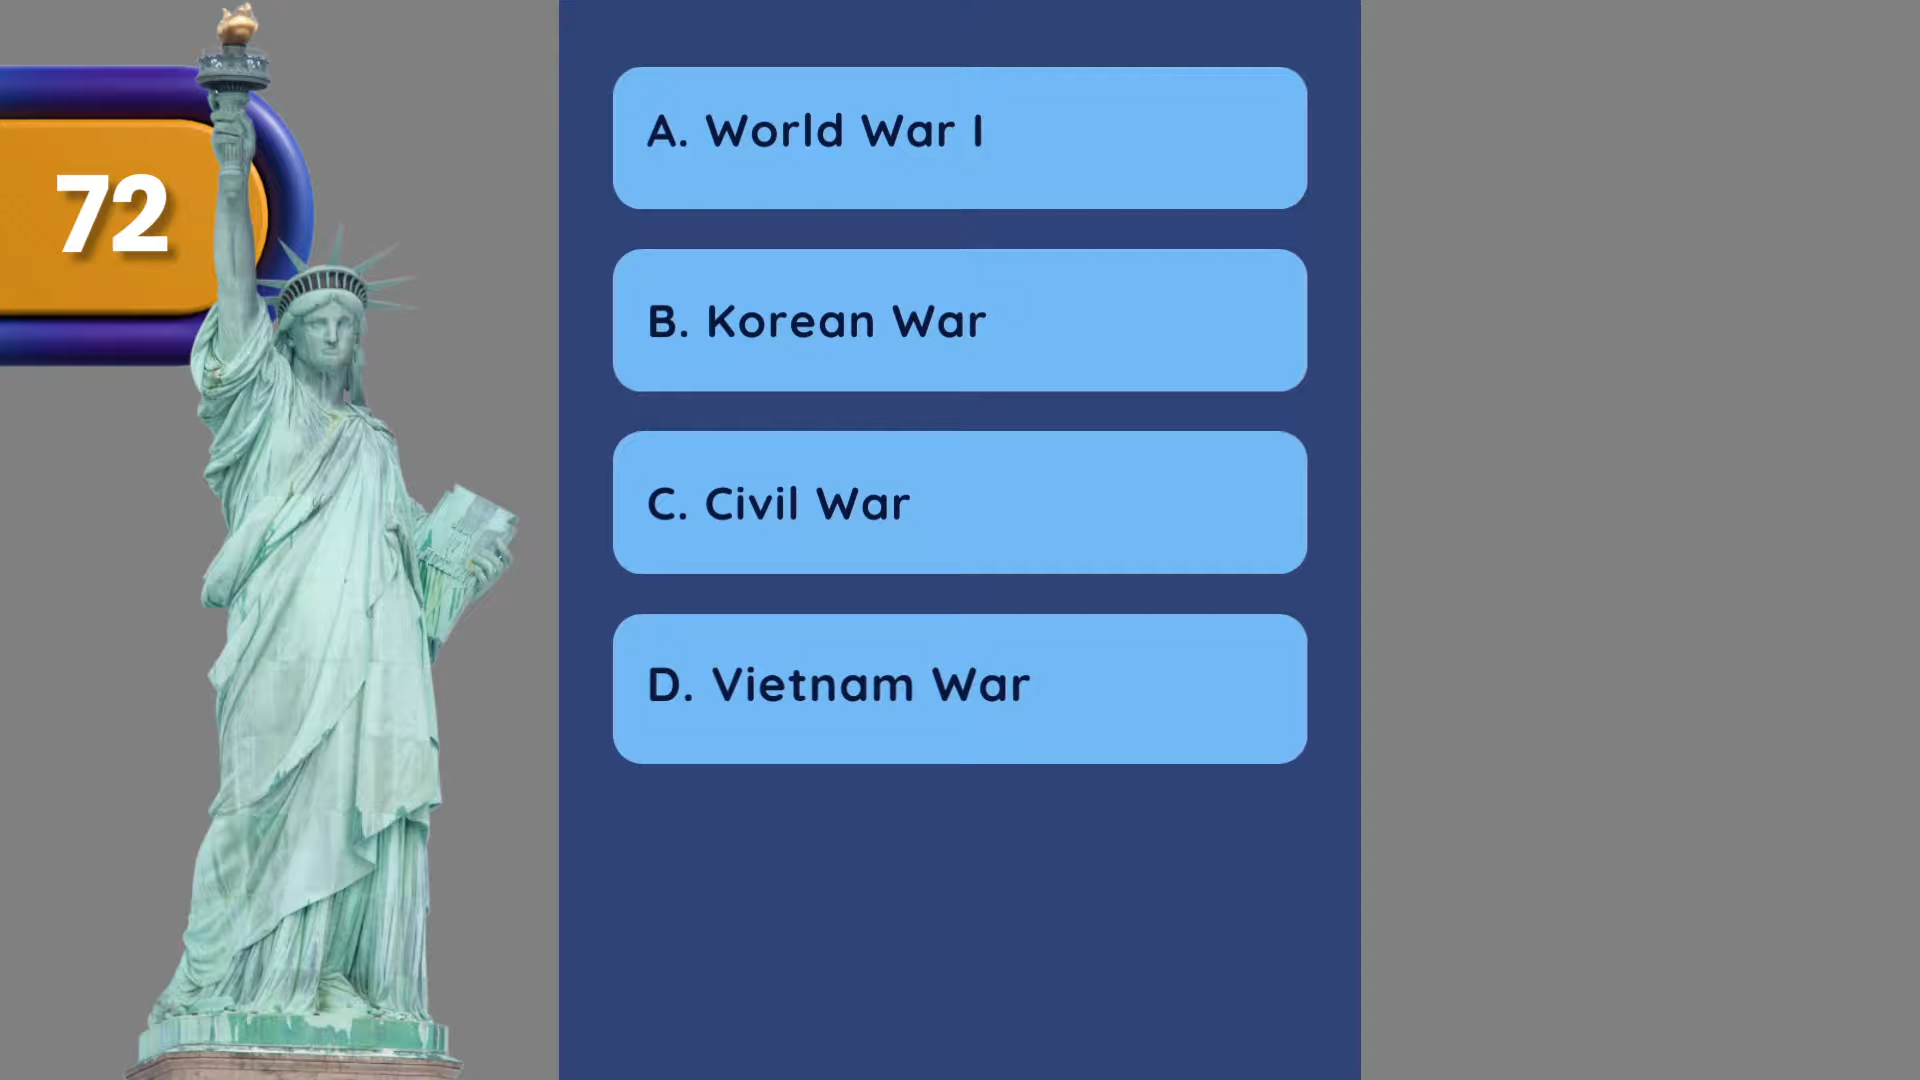 72
A. World War I
B. Korean War
C. Civil War
D. Vietnam War